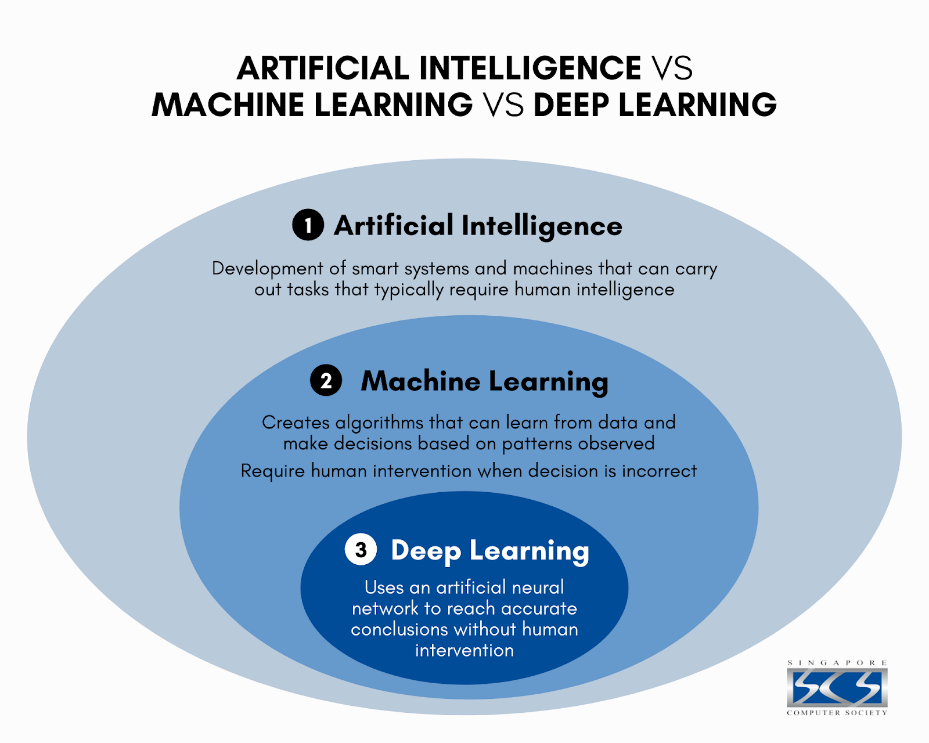 ARTIFICIAL INTELLIGENCE VS
MACHINE LEARNING VS DEEP LEARNING
1 Artificial Intelligence
Development of smart systems and machines that can carry
out tasks that typically require human intelligence
2 Machine Learning
Creates algorithms that can learn from data and
make decisions based on patterns observed
Require human intervention when decision is incorrect
3 Deep Learning
Uses an artificial neural
network to reach accurate
conclusions without human
intervention
SINGAPORE
SCS
COMPUTER SOCIETY